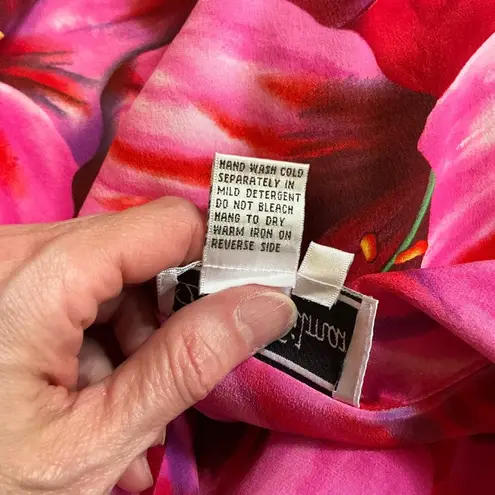 HAND WASH COLD
SEPARATELY IN
MILD DETERGENT
DO NOT BLEACH
HANG TO DRY
WARM IRON ON
REVERSE SIDE